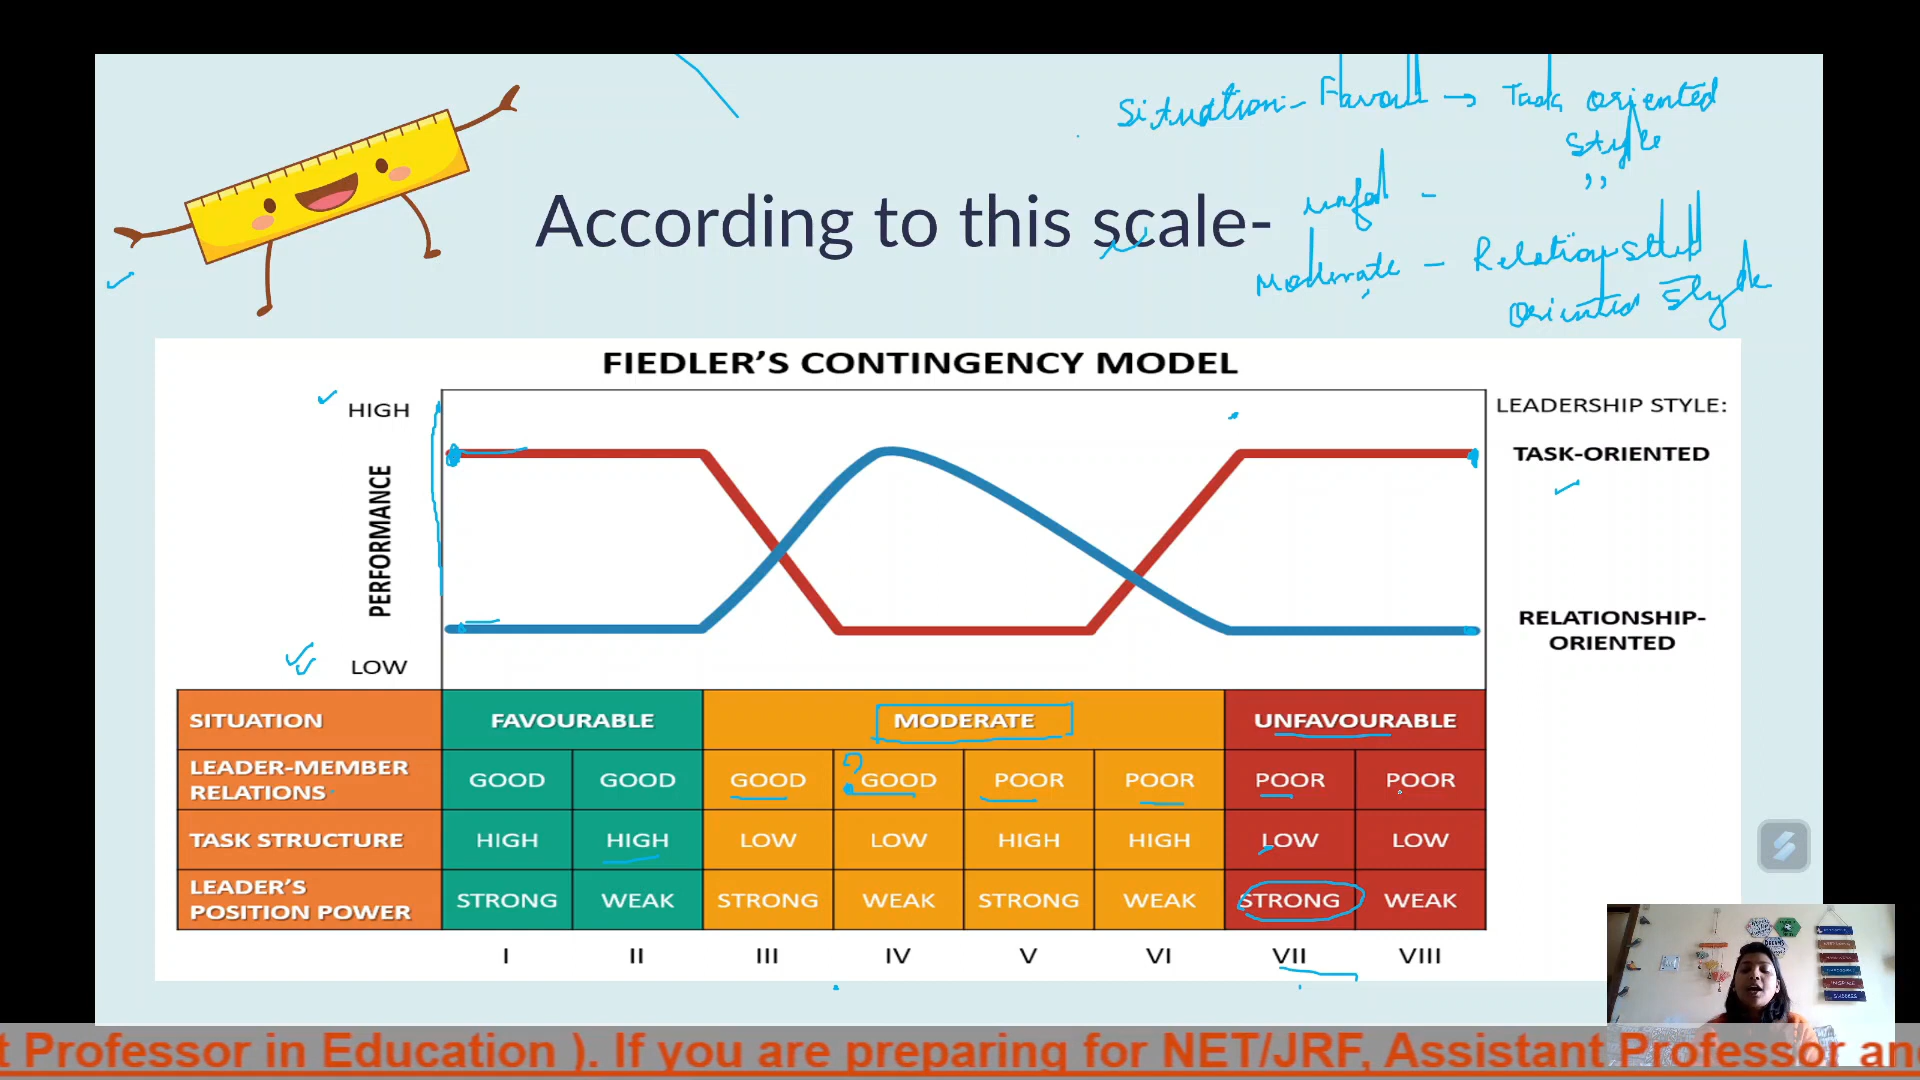 Situation:- Favou → Task oriented
Style
According to this scale-
unfa - ,,
Moderate - Relationship
Oriented Style
FIEDLER'S CONTINGENCY MODEL
HIGH
PERFORMANCE
LOW
LEADERSHIP STYLE:
TASK-ORIENTED
RELATIONSHIP-
ORIENTED
SITUATION FAVOURABLE MODERATE UNFAVOURABLE
LEADER-MEMBER
RELATIONS GOOD GOOD GOOD GOOD POOR POOR POOR POOR
TASK STRUCTURE HIGH HIGH LOW LOW HIGH HIGH LOW LOW
LEADER'S
POSITION POWER STRONG WEAK STRONG WEAK STRONG WEAK STRONG WEAK
I II III IV V VI VII VIII
t Professor in Education ). If you are preparing for NET/JRF, Assistant Professor an